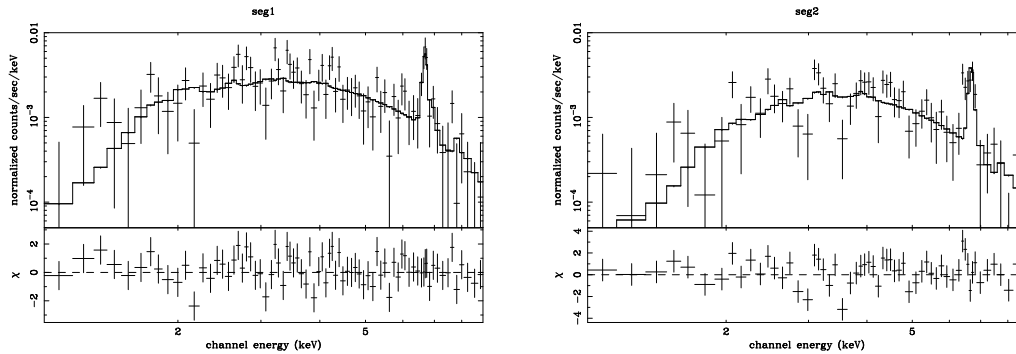 seg1
normalized counts/sec/keV
0.01
10⁻³
10⁻⁴
χ
2
0
−2
2
5
channel energy (keV)
seg2
normalized counts/sec/keV
0.01
10⁻³
10⁻⁴
χ
4
2
0
−2
−4
2
5
channel energy (keV)